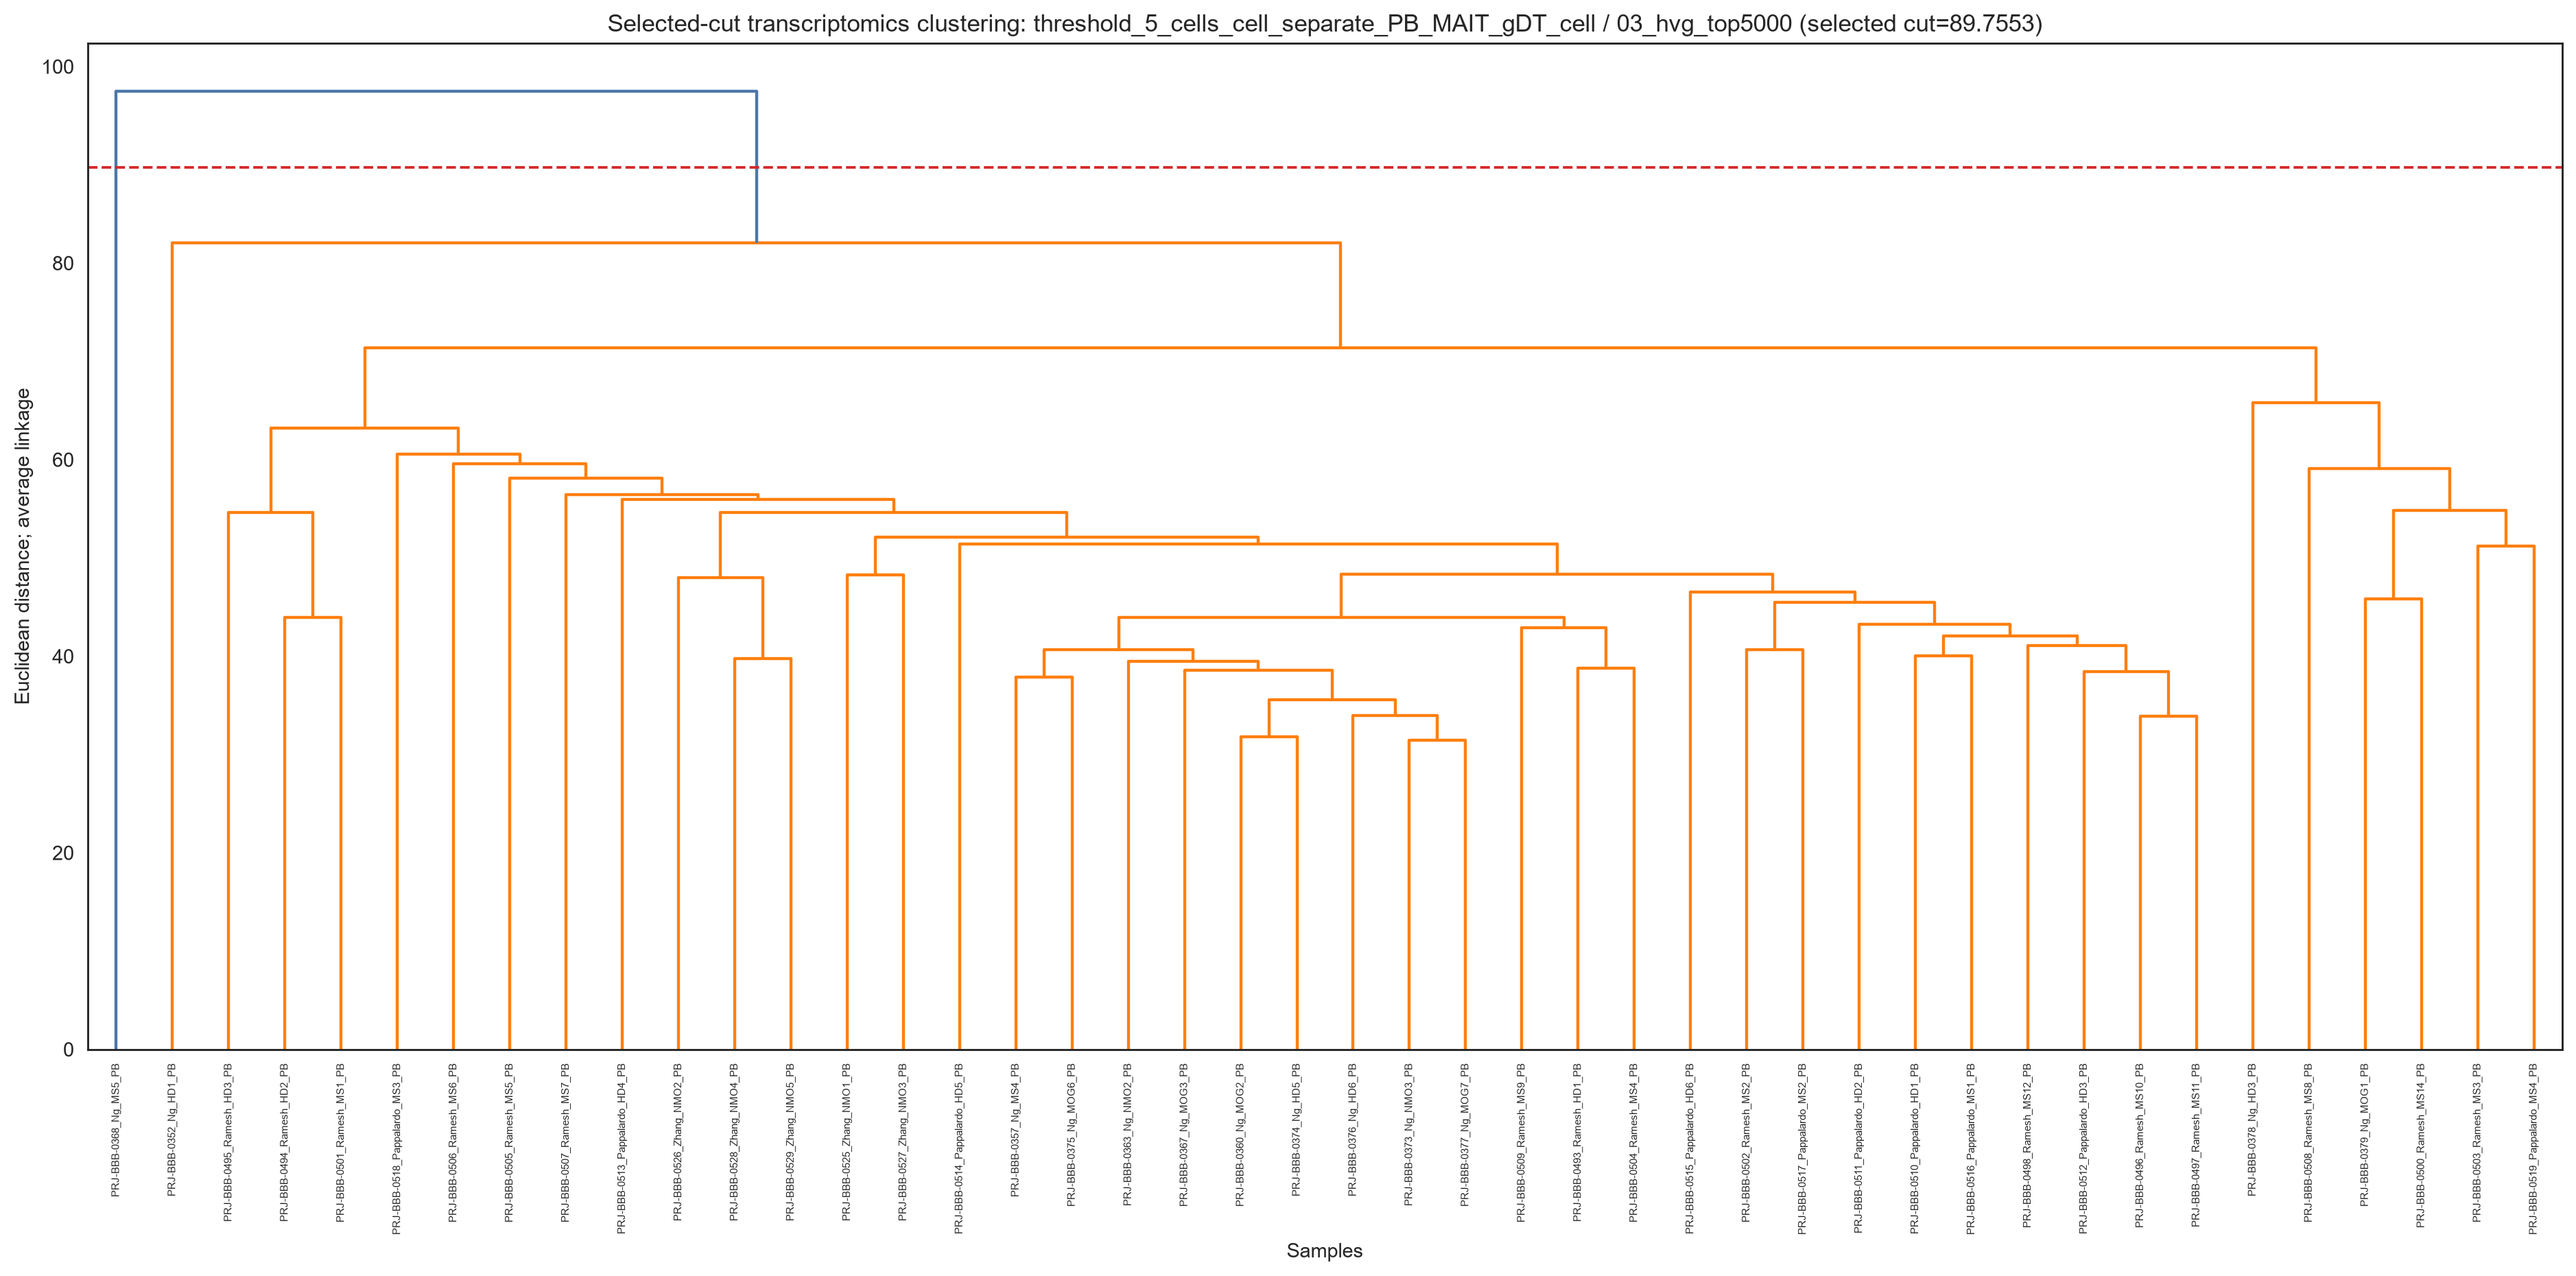 Selected-cut transcriptomics clustering: threshold_5_cells_cell_separate_PB_MAIT_gDT_cell / 03_hvg_top5000 (selected cut=89.7553)
Euclidean distance; average linkage
100
80
60
40
20
0
PRJ-BBB-0368_Ng_MS5_PB
PRJ-BBB-0352_Ng_HD1_PB
PRJ-BBB-0495_Ramesh_HD3_PB
PRJ-BBB-0494_Ramesh_HD2_PB
PRJ-BBB-0501_Ramesh_MS1_PB
PRJ-BBB-0518_Pappalardo_MS3_PB
PRJ-BBB-0506_Ramesh_MS6_PB
PRJ-BBB-0505_Ramesh_MS5_PB
PRJ-BBB-0507_Ramesh_MS7_PB
PRJ-BBB-0513_Pappalardo_HD4_PB
PRJ-BBB-0526_Zhang_NMO2_PB
PRJ-BBB-0528_Zhang_NMO4_PB
PRJ-BBB-0529_Zhang_NMO5_PB
PRJ-BBB-0525_Zhang_NMO1_PB
PRJ-BBB-0527_Zhang_NMO3_PB
PRJ-BBB-0514_Pappalardo_HD5_PB
PRJ-BBB-0357_Ng_MS4_PB
PRJ-BBB-0375_Ng_MOG6_PB
PRJ-BBB-0363_Ng_NMO2_PB
PRJ-BBB-0367_Ng_MOG3_PB
PRJ-BBB-0360_Ng_MOG2_PB
PRJ-BBB-0374_Ng_HD5_PB
PRJ-BBB-0376_Ng_HD6_PB
PRJ-BBB-0373_Ng_NMO3_PB
PRJ-BBB-0377_Ng_MOG7_PB
PRJ-BBB-0509_Ramesh_MS9_PB
PRJ-BBB-0493_Ramesh_HD1_PB
PRJ-BBB-0504_Ramesh_MS4_PB
PRJ-BBB-0515_Pappalardo_HD6_PB
PRJ-BBB-0502_Ramesh_MS2_PB
PRJ-BBB-0517_Pappalardo_MS2_PB
PRJ-BBB-0511_Pappalardo_HD2_PB
PRJ-BBB-0510_Pappalardo_HD1_PB
PRJ-BBB-0516_Pappalardo_MS1_PB
PRJ-BBB-0498_Ramesh_MS12_PB
PRJ-BBB-0512_Pappalardo_HD3_PB
PRJ-BBB-0496_Ramesh_MS10_PB
PRJ-BBB-0497_Ramesh_MS11_PB
PRJ-BBB-0378_Ng_HD3_PB
PRJ-BBB-0508_Ramesh_MS8_PB
PRJ-BBB-0379_Ng_MOG1_PB
PRJ-BBB-0500_Ramesh_MS14_PB
PRJ-BBB-0503_Ramesh_MS3_PB
PRJ-BBB-0519_Pappalardo_MS4_PB
Samples